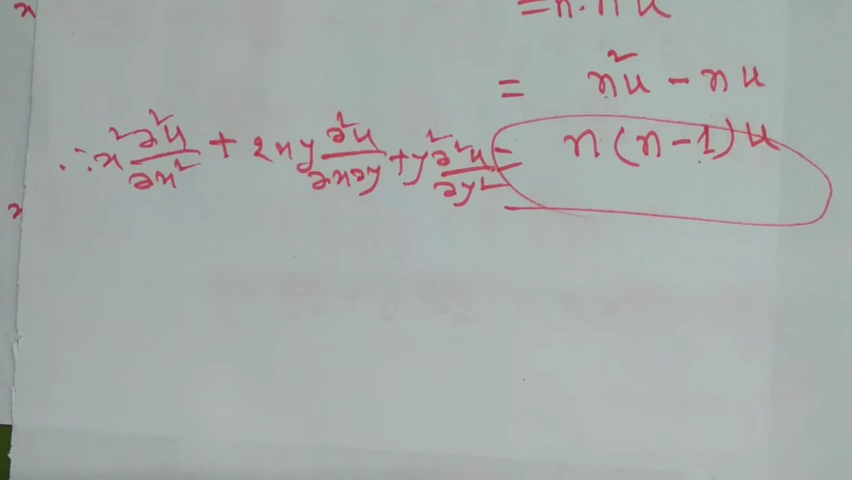 = n·nu
= n²u - nu
∴ x² ∂²u/∂x² + 2xy ∂²u/∂x∂y + y² ∂²u/∂y² = n(n-1)u